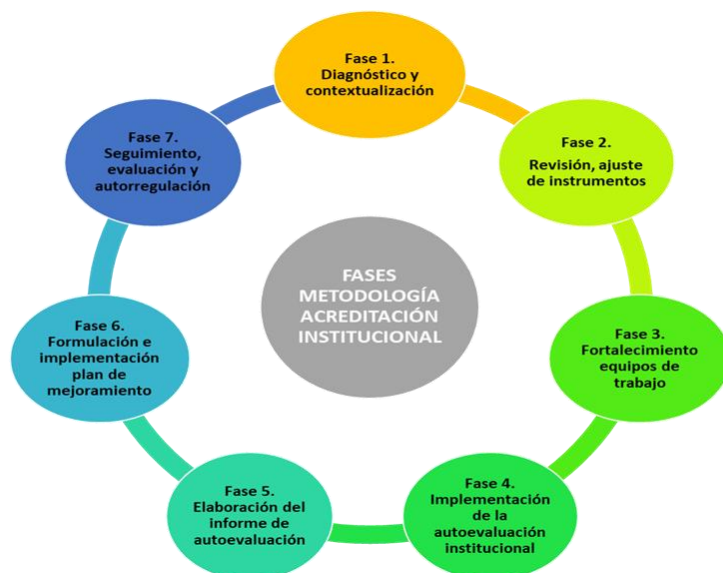 Fase 1.
Diagnóstico y
contextualización
Fase 2.
Revisión, ajuste
de instrumentos
Fase 3.
Fortalecimiento
equipos de
trabajo
Fase 4.
Implementación
de la
autoevaluación
institucional
Fase 5.
Elaboración del
informe de
autoevaluación
Fase 6.
Formulación e
implementación
plan de
mejoramiento
Fase 7.
Seguimiento,
evaluación y
autorregulación
FASES
METODOLOGÍA
ACREDITACIÓN
INSTITUCIONAL